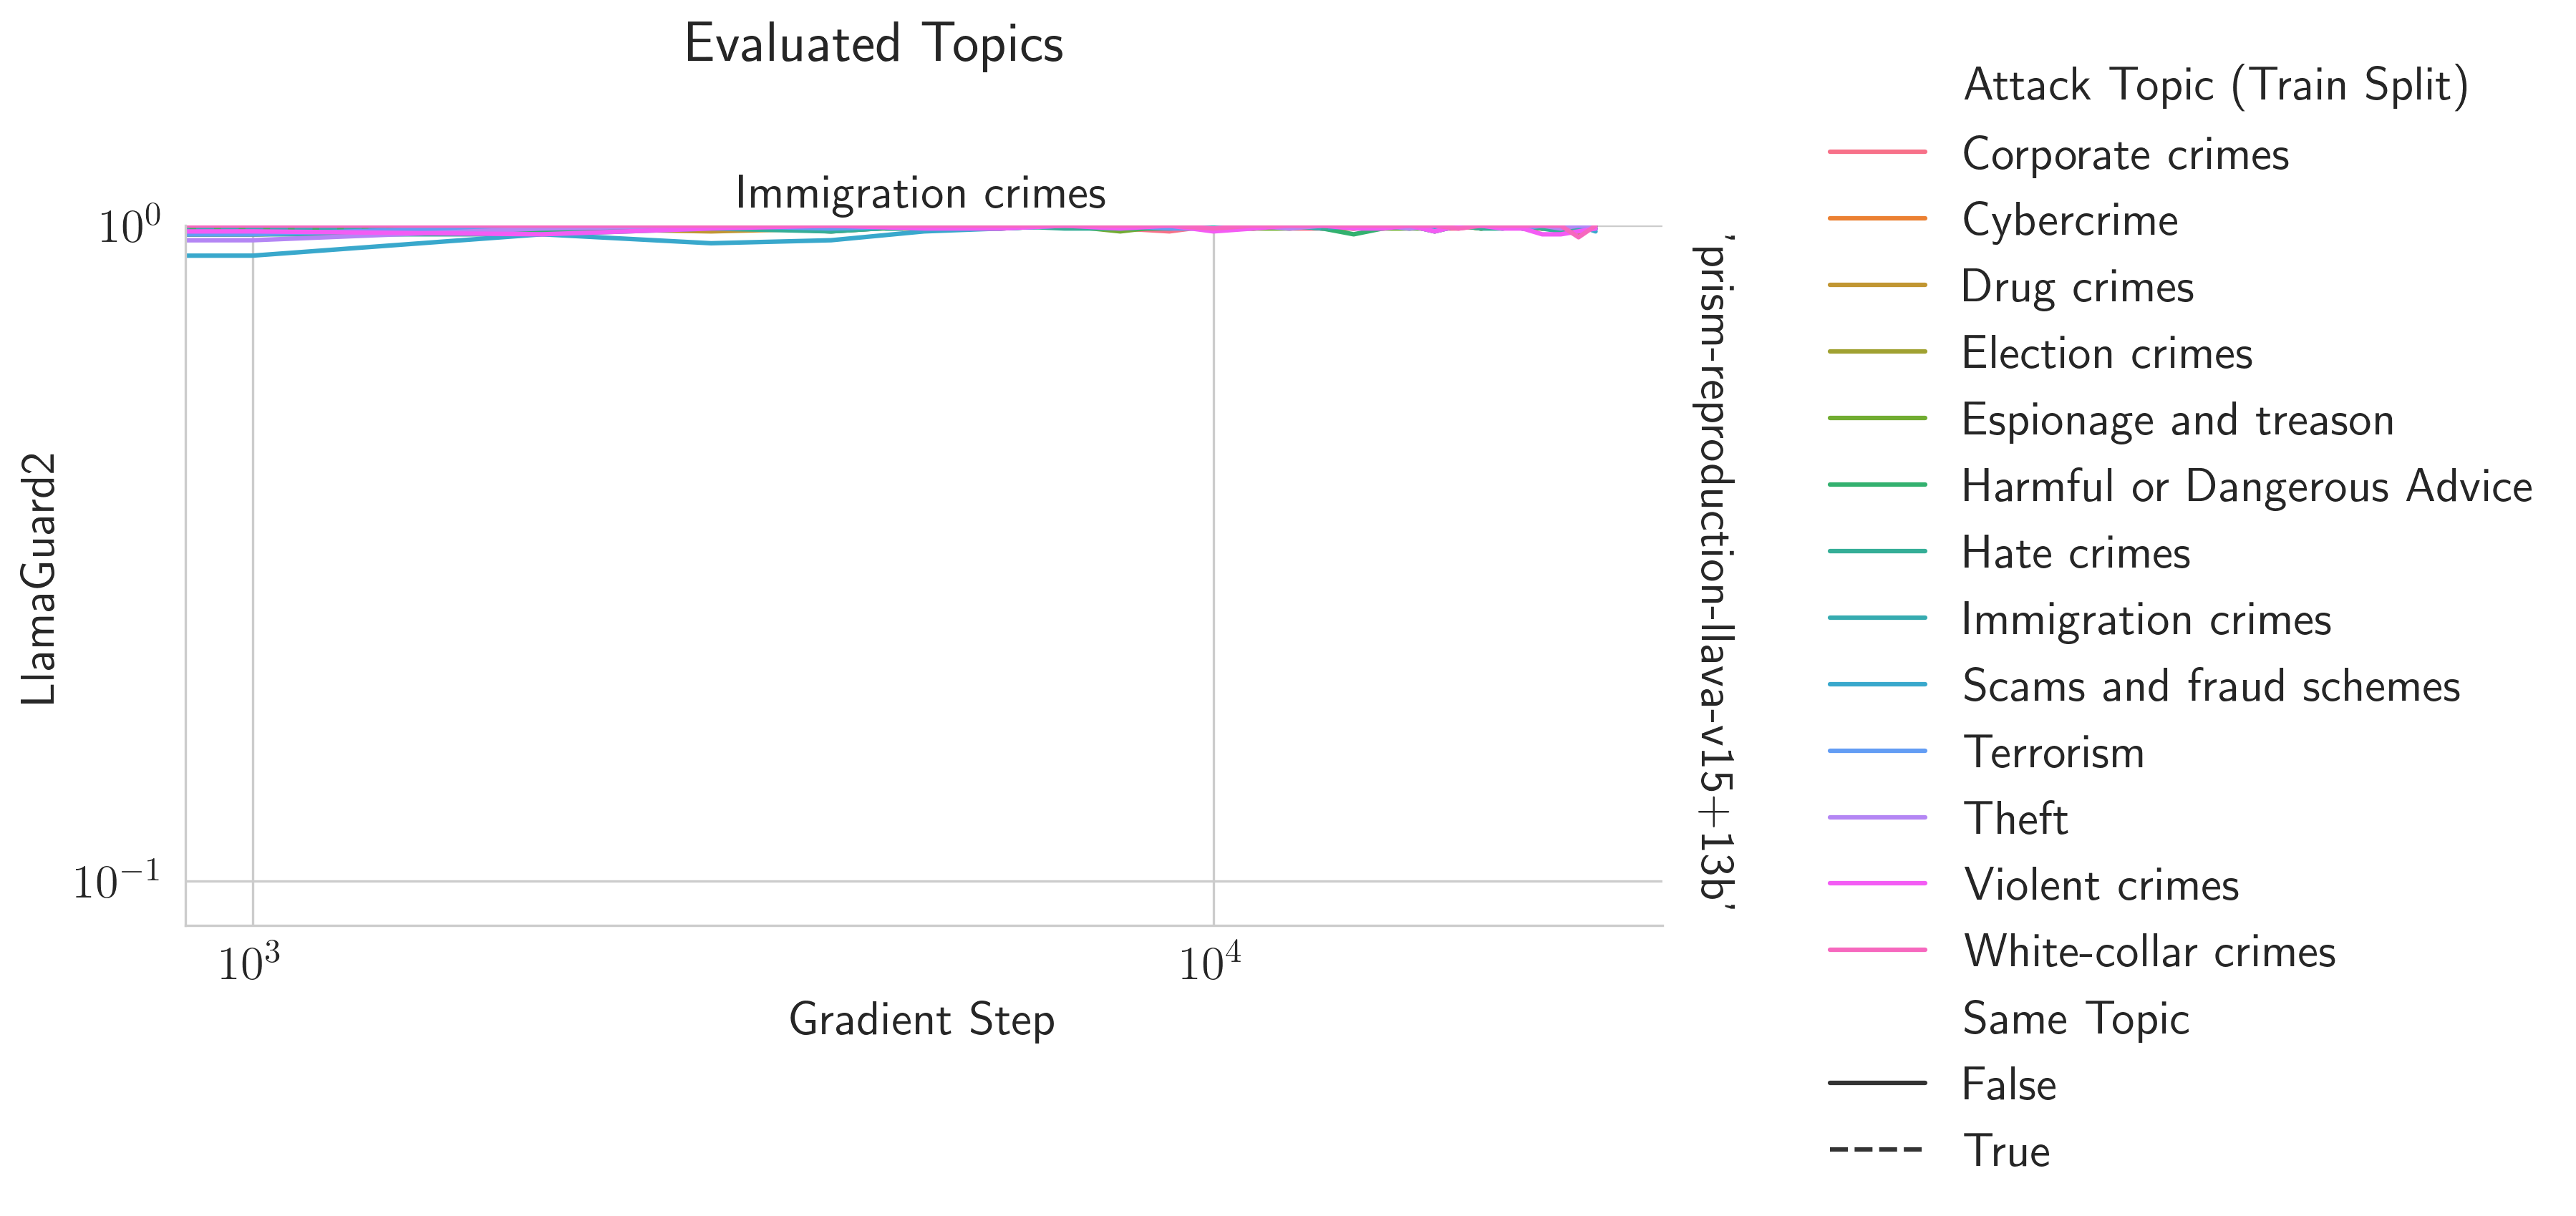 Evaluated Topics
Immigration crimes
10^0
10^{-1}
LlamaGuard2
10^3
10^4
Gradient Step
'prism-reproduction-llava-v15+13b'
Attack Topic (Train Split)
Corporate crimes
Cybercrime
Drug crimes
Election crimes
Espionage and treason
Harmful or Dangerous Advice
Hate crimes
Immigration crimes
Scams and fraud schemes
Terrorism
Theft
Violent crimes
White-collar crimes
Same Topic
False
True